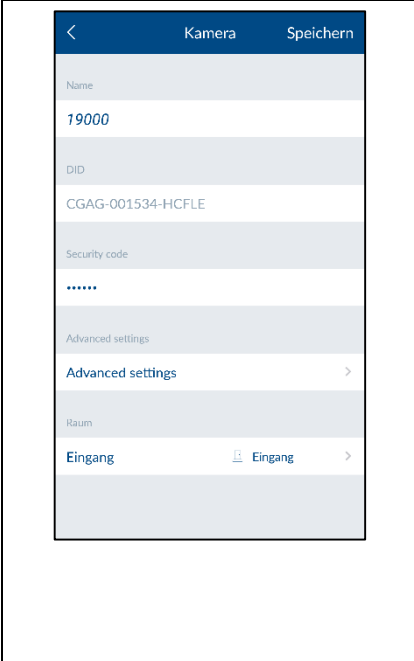 Kamera Speichern
Name
19000
DID
CGAG-001534-HCFLE
Security code
••••••
Advanced settings
Advanced settings
Raum
Eingang Eingang